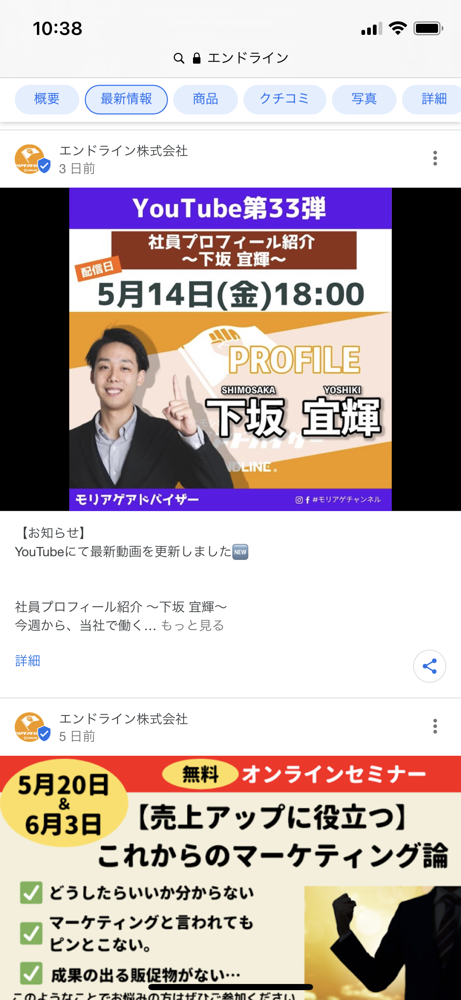 10:38
エンドライン
概要 最新情報 商品 クチコミ 写真 詳細
エンドライン株式会社
3 日前
YouTube第33弾
社員プロフィール紹介
〜下坂 宜輝〜
配信日
5月14日(金)18:00
PROFILE
SHIMOSAKA YOSHIKI
下坂 宜輝
モリアゲアドバイザー
#モリアゲチャンネル
【お知らせ】
YouTubeにて最新動画を更新しました🆕
社員プロフィール紹介 〜下坂 宜輝〜
今週から、当社で働く... もっと見る
詳細
エンドライン株式会社
5 日前
5月20日
&
6月3日
無料 オンラインセミナー
【売上アップに役立つ】
これからのマーケティング論
どうしたらいいか分からない
マーケティングと言われても
ピンとこない。
成果の出る販促物がない…
このようなことでお悩みの方はぜひご参加ください